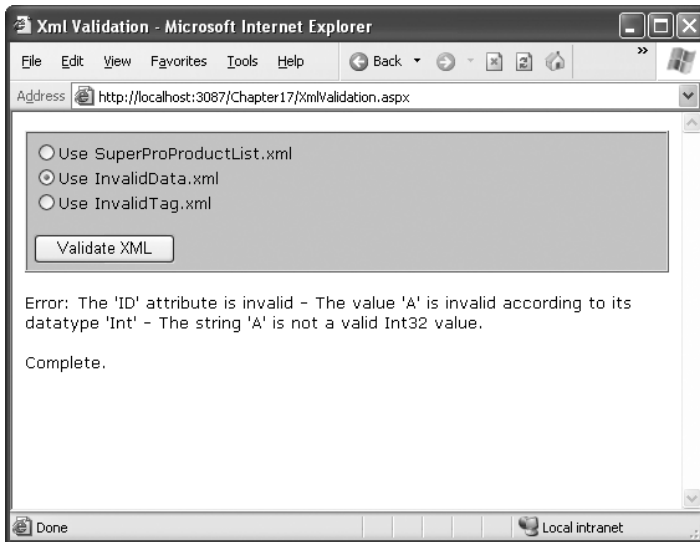 Xml Validation - Microsoft Internet Explorer
File Edit View Favorites Tools Help Back »
Address http://localhost:3087/Chapter17/XmlValidation.aspx
Use SuperProProductList.xml
Use InvalidData.xml
Use InvalidTag.xml
Validate XML
Error: The 'ID' attribute is invalid - The value 'A' is invalid according to its
datatype 'Int' - The string 'A' is not a valid Int32 value.
Complete.
Done Local intranet